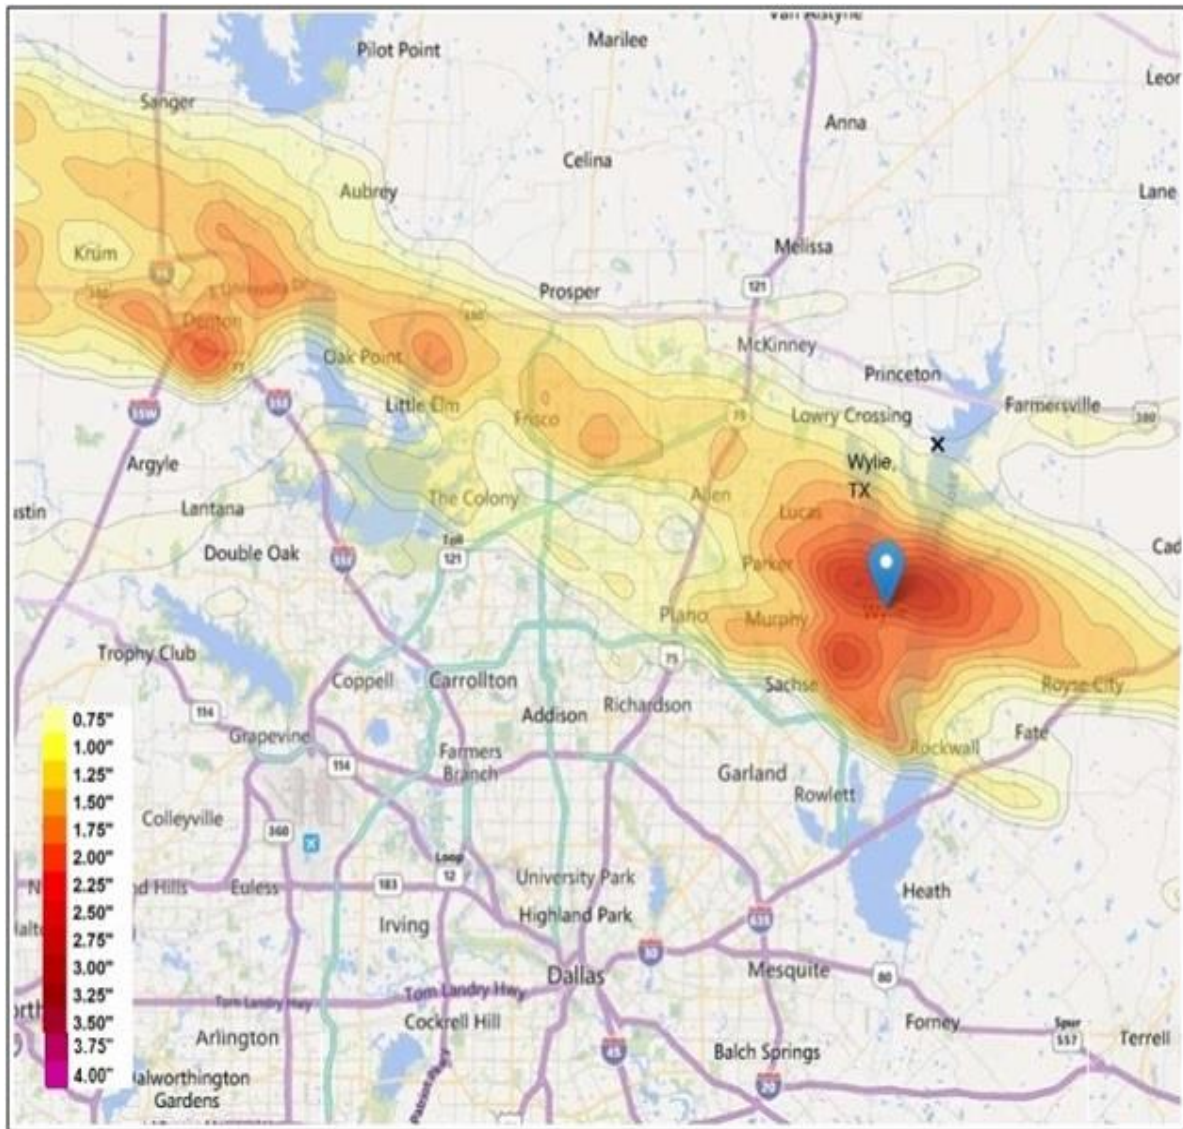 Van Alstyne
Pilot Point
Marilee
Sanger
Anna
Celina
Aubrey
Lane
Melissa
Krum
121
Prosper
E University Dr
380
380
Denton
77
McKinney
Oak Point
Princeton
Little Elm
Farmersville
380
35W
35E
Frisco
75
Lowry Crossing
X
Argyle
Wylie,
TX
The Colony
Allen
Lantana
Lucas
Double Oak
Toll
121
35E
Parker
Plano
Murphy
Wy
Trophy Club
75
Coppell
Carrollton
Sachse
Royse City
Richardson
Addison
114
0.75"
1.00"
1.25"
1.50"
1.75"
2.00"
2.25"
2.50"
2.75"
3.00"
3.25"
3.50"
3.75"
4.00"
Grapevine
Farmers
Branch
114
Rockwall
Fate
Garland
Rowlett
Colleyville
360
Loop
12
University Park
183
Euless
Heath
Highland Park
Irving
635
30
Dallas
Mesquite
80
Tom Landry Hwy
Tom Landry Hwy
Cockrell Hill
Forney
Spur
557
Terrell
Arlington
45
Balch Springs
20
Dalworthington
Gardens